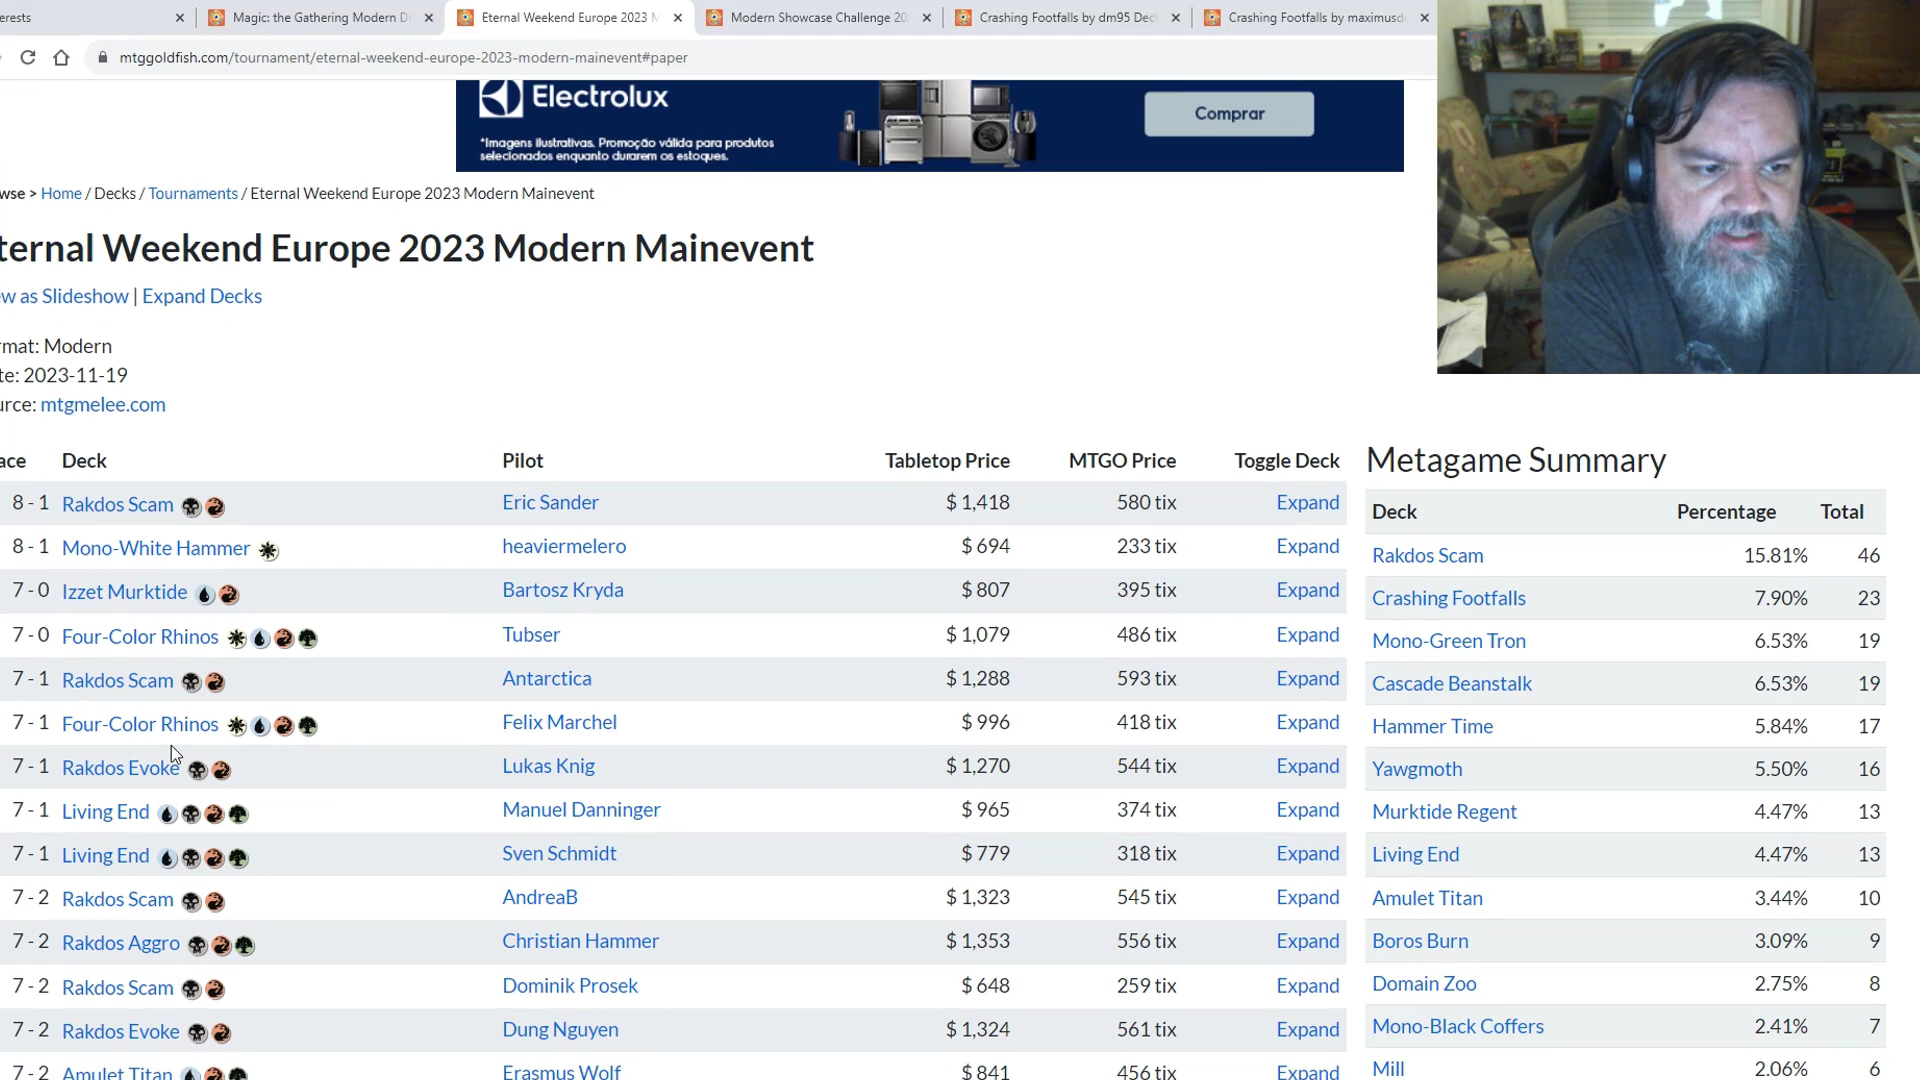 erests
Magic: the Gathering Modern D
Eternal Weekend Europe 2023 M
Modern Showcase Challenge 20
Crashing Footfalls by dm95 Dec
Crashing Footfalls by maximusd
mtggoldfish.com/tournament/eternal-weekend-europe-2023-modern-mainevent#paper
Electrolux
*Imagens Ilustrativas. Promoção válida para produtos
selecionados enquanto durarem os estoques.
Comprar
wse > Home / Decks / Tournaments / Eternal Weekend Europe 2023 Modern Mainevent
ternal Weekend Europe 2023 Modern Mainevent
ew as Slideshow | Expand Decks
rmat: Modern
te: 2023-11-19
urce: mtgmelee.com
ace Deck Pilot Tabletop Price MTGO Price Toggle Deck
8 - 1 Rakdos Scam Eric Sander $ 1,418 580 tix Expand
8 - 1 Mono-White Hammer heaviermelero $ 694 233 tix Expand
7 - 0 Izzet Murktide Bartosz Kryda $ 807 395 tix Expand
7 - 0 Four-Color Rhinos Tubser $ 1,079 486 tix Expand
7 - 1 Rakdos Scam Antarctica $ 1,288 593 tix Expand
7 - 1 Four-Color Rhinos Felix Marchel $ 996 418 tix Expand
7 - 1 Rakdos Evoke Lukas Knig $ 1,270 544 tix Expand
7 - 1 Living End Manuel Danninger $ 965 374 tix Expand
7 - 1 Living End Sven Schmidt $ 779 318 tix Expand
7 - 2 Rakdos Scam AndreaB $ 1,323 545 tix Expand
7 - 2 Rakdos Aggro Christian Hammer $ 1,353 556 tix Expand
7 - 2 Rakdos Scam Dominik Prosek $ 648 259 tix Expand
7 - 2 Rakdos Evoke Dung Nguyen $ 1,324 561 tix Expand
7 - 2 Amulet Titan Erasmus Wolf $ 841 456 tix Expand
Metagame Summary
Deck Percentage Total
Rakdos Scam 15.81% 46
Crashing Footfalls 7.90% 23
Mono-Green Tron 6.53% 19
Cascade Beanstalk 6.53% 19
Hammer Time 5.84% 17
Yawgmoth 5.50% 16
Murktide Regent 4.47% 13
Living End 4.47% 13
Amulet Titan 3.44% 10
Boros Burn 3.09% 9
Domain Zoo 2.75% 8
Mono-Black Coffers 2.41% 7
Mill 2.06% 6